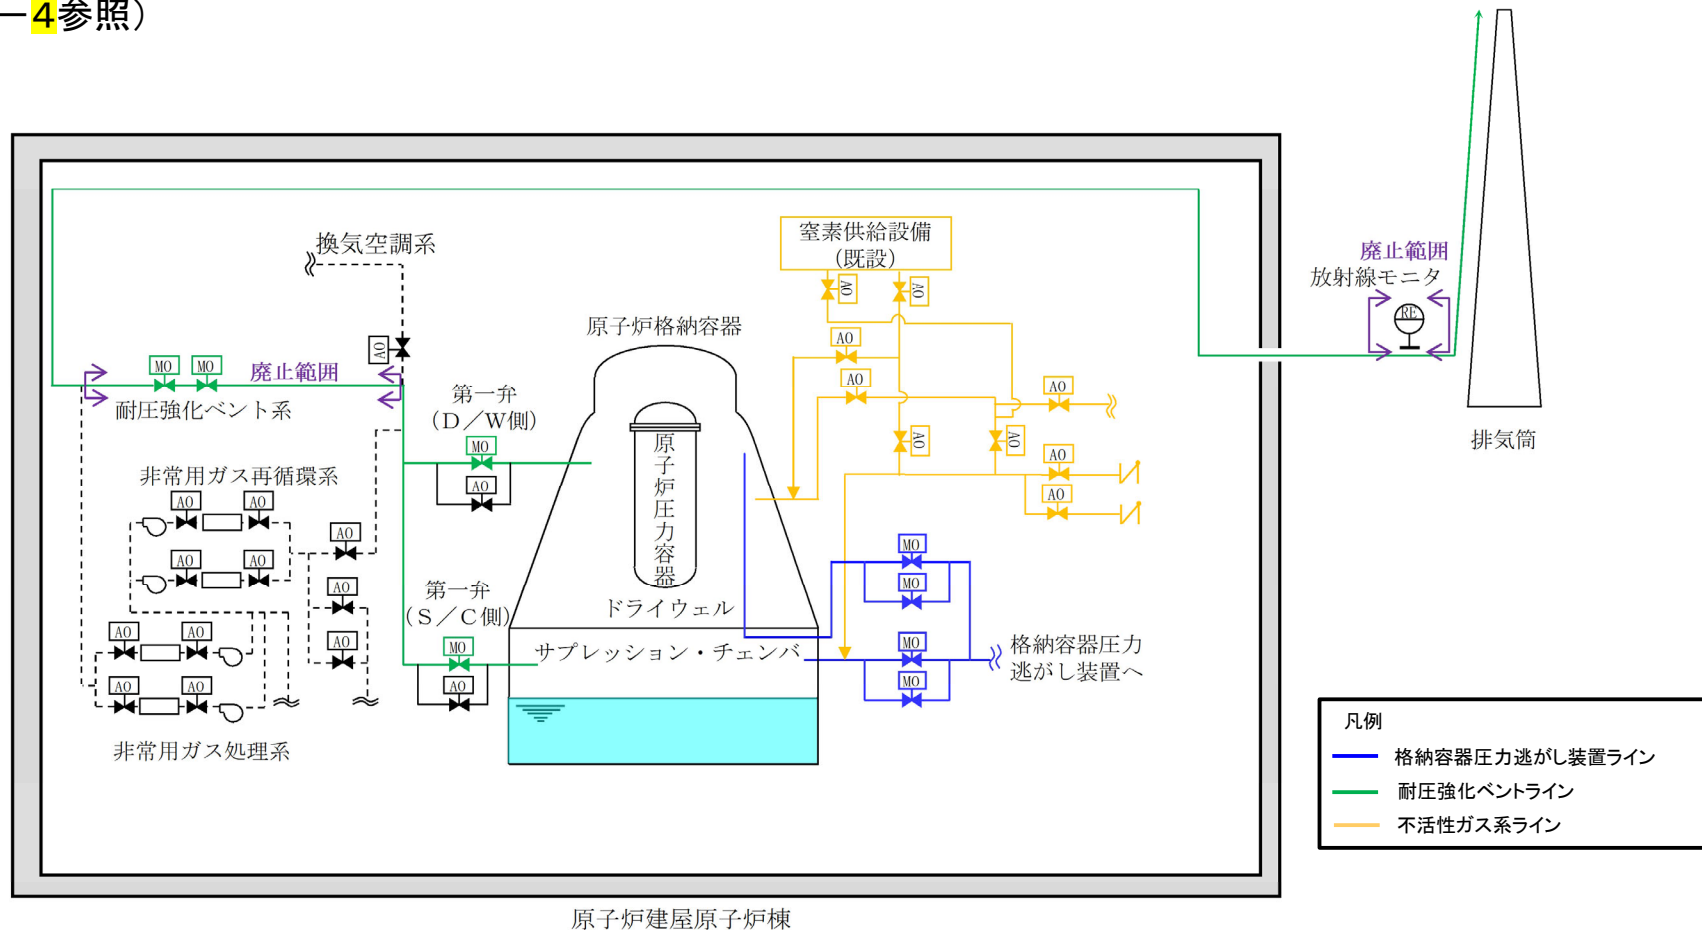 ー4参照）
換気空調系
窒素供給設備
（既設）
AO
AO
廃止範囲
放射線モニタ
RE
原子炉格納容器
AO
AO
MO
MO
廃止範囲
耐圧強化ベント系
第一弁
（D／W側）
MO
AO
AO
AO
AO
AO
AO
AO
AO
排気筒
原子炉圧力容器
非常用ガス再循環系
AO
AO
AO
AO
AO
AO
AO
MO
MO
第一弁
（S／C側）
MO
AO
ドライウェル
サプレッション・チェンバ
MO
MO
格納容器圧力
逃がし装置へ
AO
AO
AO
AO
非常用ガス処理系
凡例
格納容器圧力逃がし装置ライン
耐圧強化ベントライン
不活性ガス系ライン
原子炉建屋原子炉棟